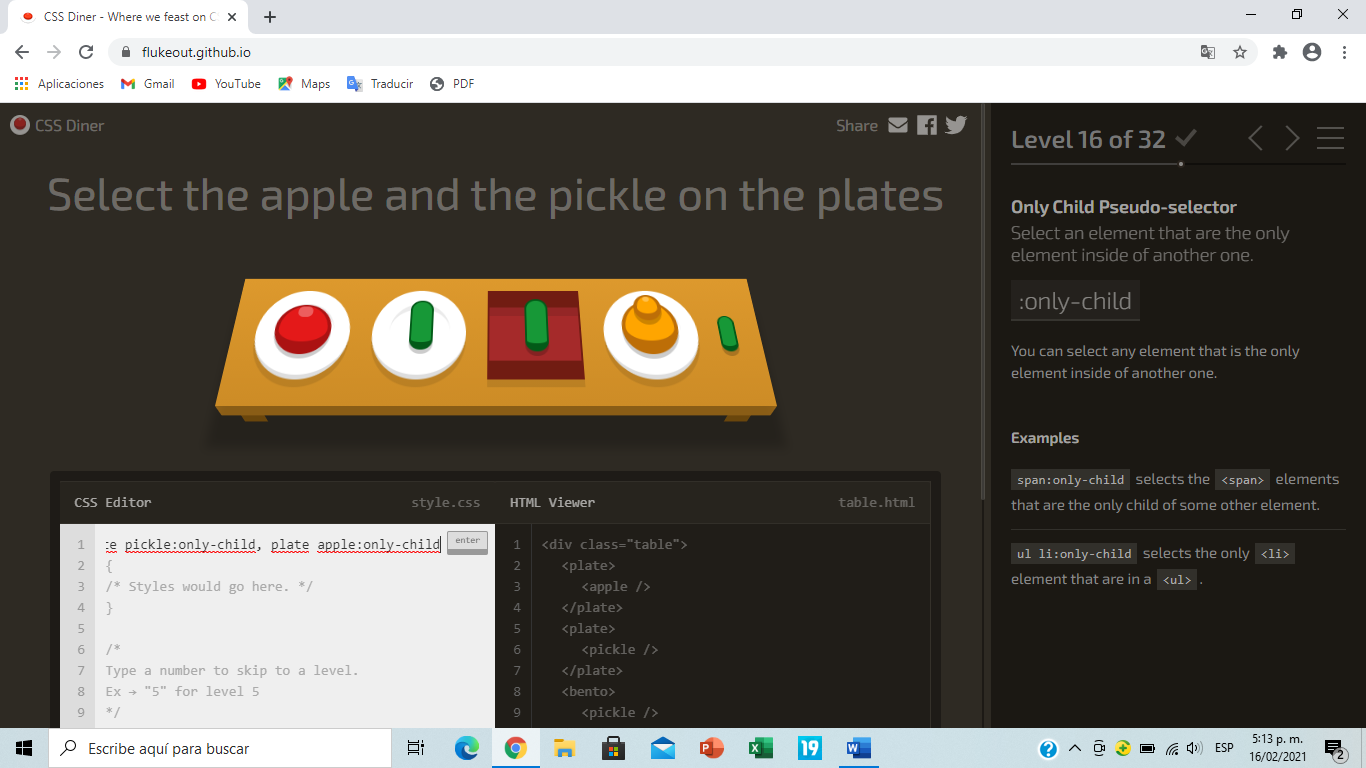 CSS Diner - Where we feast on C
flukeout.github.io
Aplicaciones Gmail YouTube Maps Traducir PDF
CSS Diner
Share
Select the apple and the pickle on the plates
CSS Editor style.css
1 te pickle:only-child, plate apple:only-child enter
2 {
3 /* Styles would go here. */
4 }
5
6 /*
7 Type a number to skip to a level.
8 Ex → "5" for level 5
9 */
HTML Viewer table.html
1 <div class="table">
2 <plate>
3 <apple />
4 </plate>
5 <plate>
6 <pickle />
7 </plate>
8 <bento>
9 <pickle />
Level 16 of 32
Only Child Pseudo-selector
Select an element that are the only
element inside of another one.
:only-child
You can select any element that is the only
element inside of another one.
Examples
span:only-child selects the <span> elements
that are the only child of some other element.
ul li:only-child selects the only <li>
element that are in a <ul> .
Escribe aquí para buscar
19
ESP
5:13 p. m.
16/02/2021
2